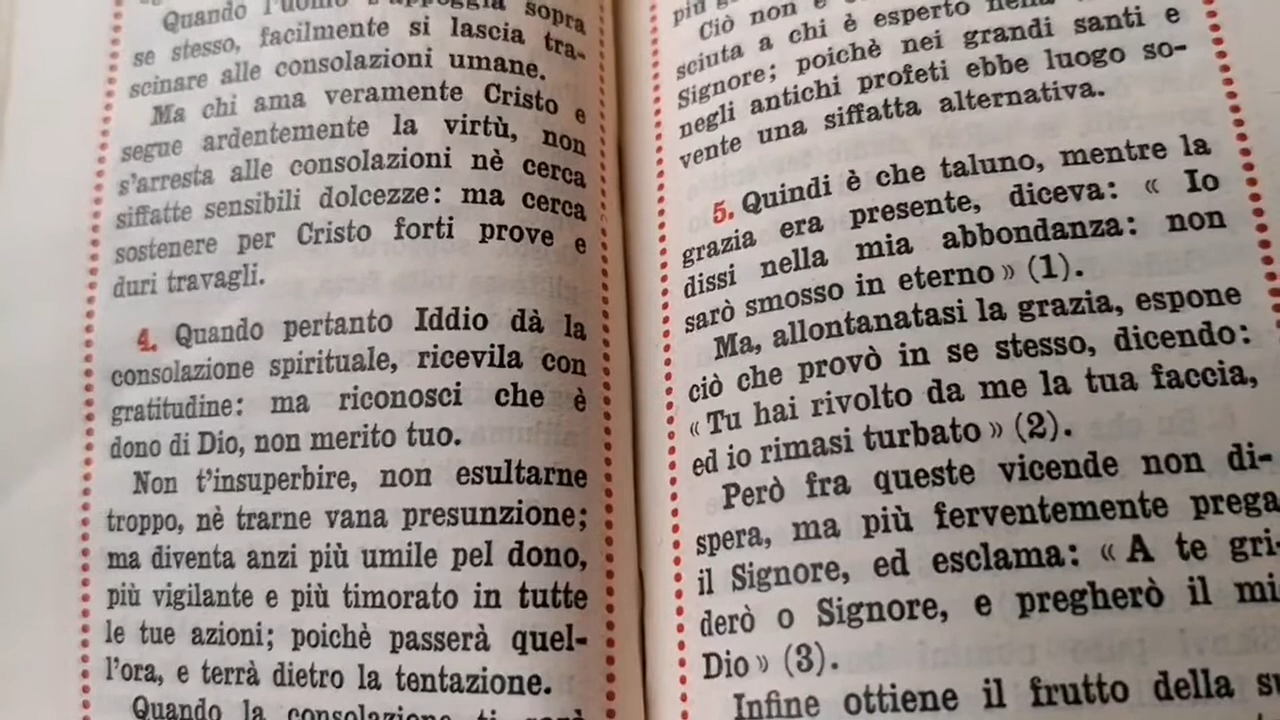 Quando l'uomo s'appoggia sopra
se stesso, facilmente si lascia tra-
scinare alle consolazioni umane.
Ma chi ama veramente Cristo e
segue ardentemente la virtù, non
s'arresta alle consolazioni nè cerca
siffatte sensibili dolcezze: ma cerca
sostenere per Cristo forti prove e
duri travagli.
4. Quando pertanto Iddio dà la
consolazione spirituale, ricevila con
gratitudine: ma riconosci che è
dono di Dio, non merito tuo.
Non t'insuperbire, non esultarne
troppo, nè trarne vana presunzione;
ma diventa anzi più umile pel dono,
più vigilante e più timorato in tutte
le tue azioni; poichè passerà quel-
l'ora, e terrà dietro la tentazione.
Quando la consolazione ti
più
Ciò non è
sciuta a chi è esperto
Signore; poichè nei grandi santi e
negli antichi profeti ebbe luogo so-
vente una siffatta alternativa.
5. Quindi è che taluno, mentre la
grazia era presente, diceva: « Io
dissi nella mia abbondanza: non
sarò smosso in eterno » (1).
Ma, allontanatasi la grazia, espone
ciò che provò in se stesso, dicendo:
« Tu hai rivolto da me la tua faccia,
ed io rimasi turbato » (2).
Però fra queste vicende non di-
spera, ma più ferventemente prega
il Signore, ed esclama: « A te gri-
derò o Signore, e pregherò il mi
Dio » (3).
Infine ottiene il frutto della